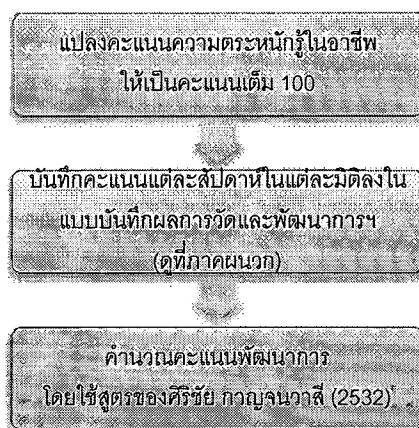 แปลงคะแนนความตระหนักรู้ในอาชีพ
ให้เป็นคะแนนเต็ม 100
บันทึกคะแนนแต่ละสัปดาห์ในแต่ละมิติลงใน
แบบบันทึกผลการวัดและพัฒนาการฯ
(ดูที่ภาคผนวก)
คำนวณคะแนนพัฒนาการ
โดยใช้สูตรของศิริชัย กาญจนวาสี (2532)